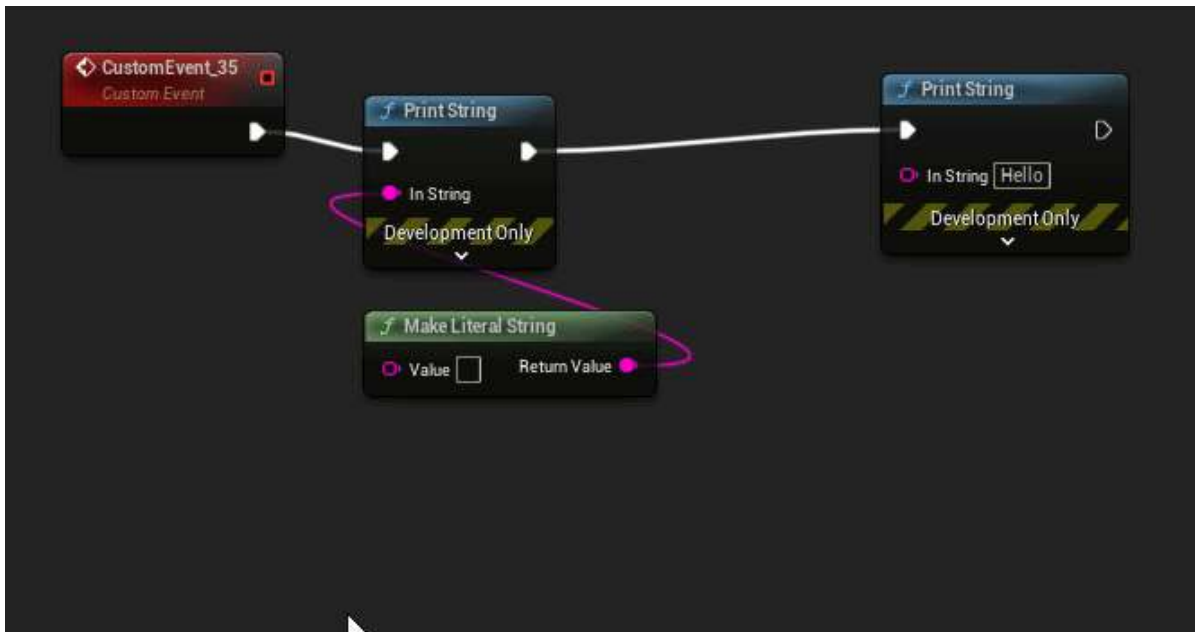 CustomEvent_35
Custom Event
f Print String
In String
Development Only
f Make Literal String
Value
Return Value
f Print String
In String Hello
Development Only